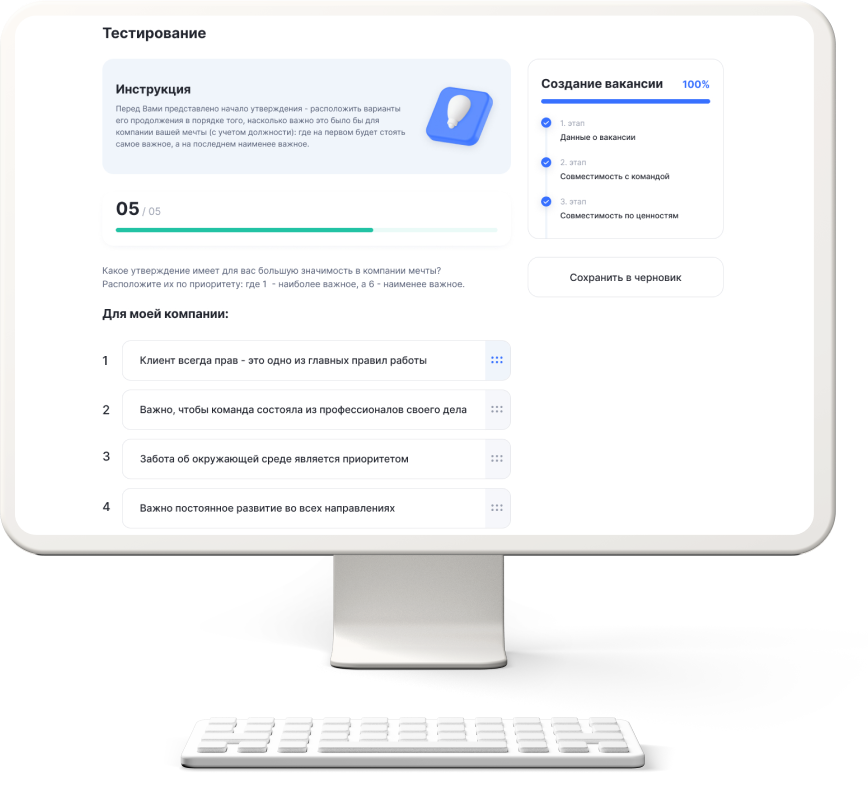 Тестирование
Инструкция
Перед Вами представлено начало утверждения - расположить варианты
его продолжения в порядке того, насколько важно это было бы для
компании вашей мечты (с учетом должности): где на первом будет стоять
самое важное, а на последнем наименее важное.
05 / 05
Какое утверждение имеет для вас большую значимость в компании мечты?
Расположите их по приоритету: где 1 - наиболее важное, а 6 - наименее важное.
Для моей компании:
1 Клиент всегда прав - это одно из главных правил работы
2 Важно, чтобы команда состояла из профессионалов своего дела
3 Забота об окружающей среде является приоритетом
4 Важно постоянное развитие во всех направлениях
Создание вакансии 100%
1. этап
Данные о вакансии
2. этап
Совместимость с командой
3. этап
Совместимость по ценностям
Сохранить в черновик